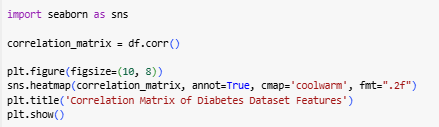 import seaborn as sns
correlation_matrix = df.corr()
plt.figure(figsize=(10, 8))
sns.heatmap(correlation_matrix, annot=True, cmap='coolwarm', fmt=".2f")
plt.title('Correlation Matrix of Diabetes Dataset Features')
plt.show()